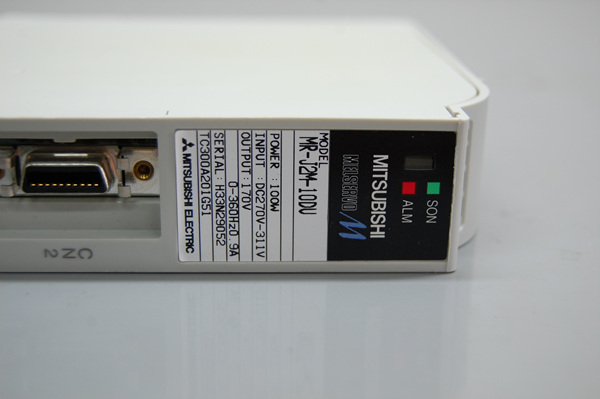 SON
ALM
MITSUBISHI
MELSERVO M
MODEL
MR-J2M-10DU
POWER : 100W
INPUT : DC270V-311V
OUTPUT : 170V
0-360Hz0.9A
SERIAL : H33N29052
TC300A201G51
MITSUBISHI ELECTRIC
CN2